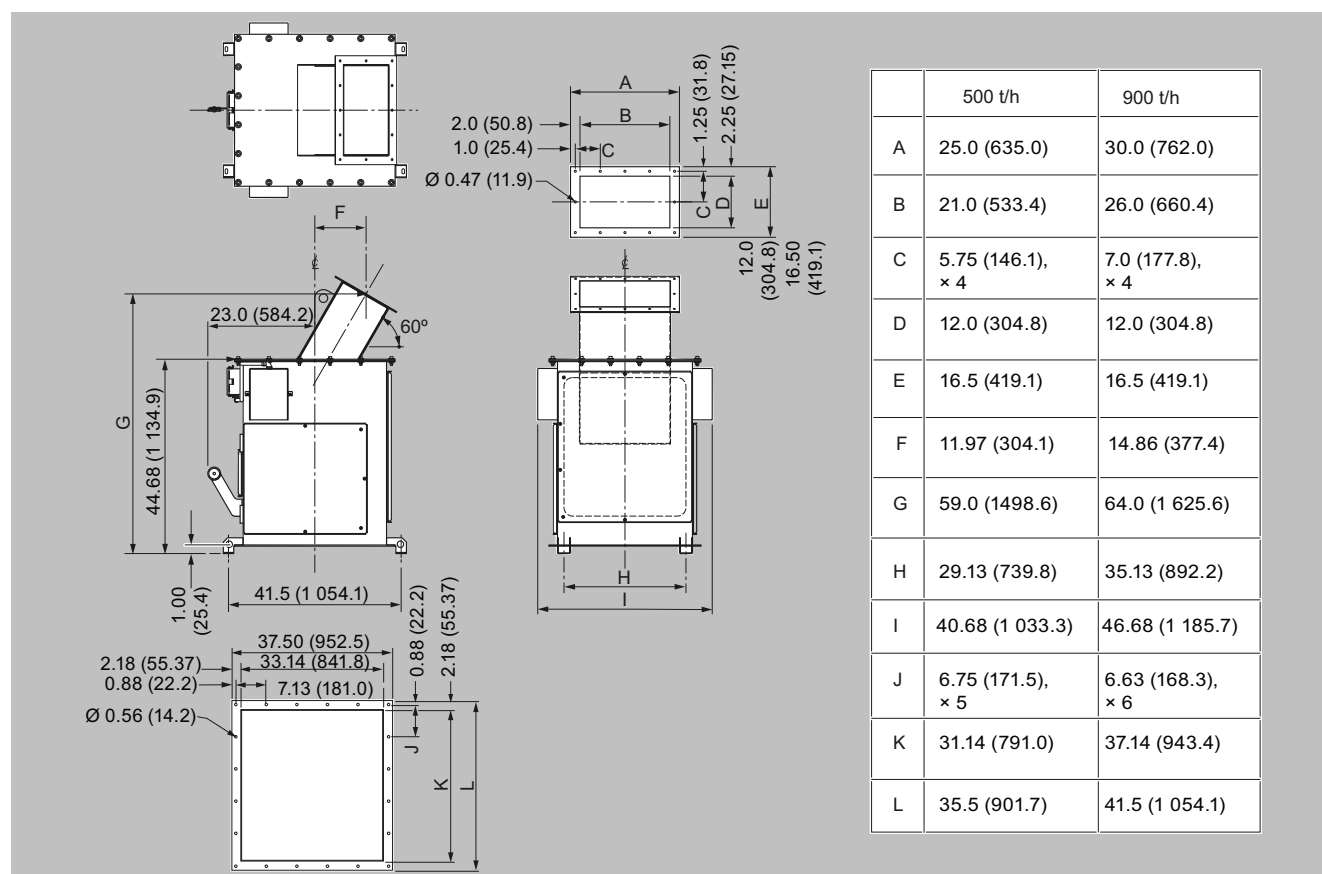 A
B
C
2.0 (50.8)
1.0 (25.4)
Ø 0.47 (11.9)
1.25 (31.8)
2.25 (27.15)
C
D
E
12.0
(304.8)
16.50
(419.1)
F
℄
℄
23.0 (584.2)
60º
G
44.68 (1 134.9)
1.00
(25.4)
41.5 (1 054.1)
H
I
37.50 (952.5)
33.14 (841.8)
2.18 (55.37)
0.88 (22.2)
7.13 (181.0)
Ø 0.56 (14.2)
0.88 (22.2)
2.18 (55.37)
J
K
L
500 t/h 900 t/h
A 25.0 (635.0) 30.0 (762.0)
B 21.0 (533.4) 26.0 (660.4)
C 5.75 (146.1), 7.0 (177.8),
× 4 × 4
D 12.0 (304.8) 12.0 (304.8)
E 16.5 (419.1) 16.5 (419.1)
F 11.97 (304.1) 14.86 (377.4)
G 59.0 (1498.6) 64.0 (1 625.6)
H 29.13 (739.8) 35.13 (892.2)
I 40.68 (1 033.3) 46.68 (1 185.7)
J 6.75 (171.5), 6.63 (168.3),
× 5 × 6
K 31.14 (791.0) 37.14 (943.4)
L 35.5 (901.7) 41.5 (1 054.1)